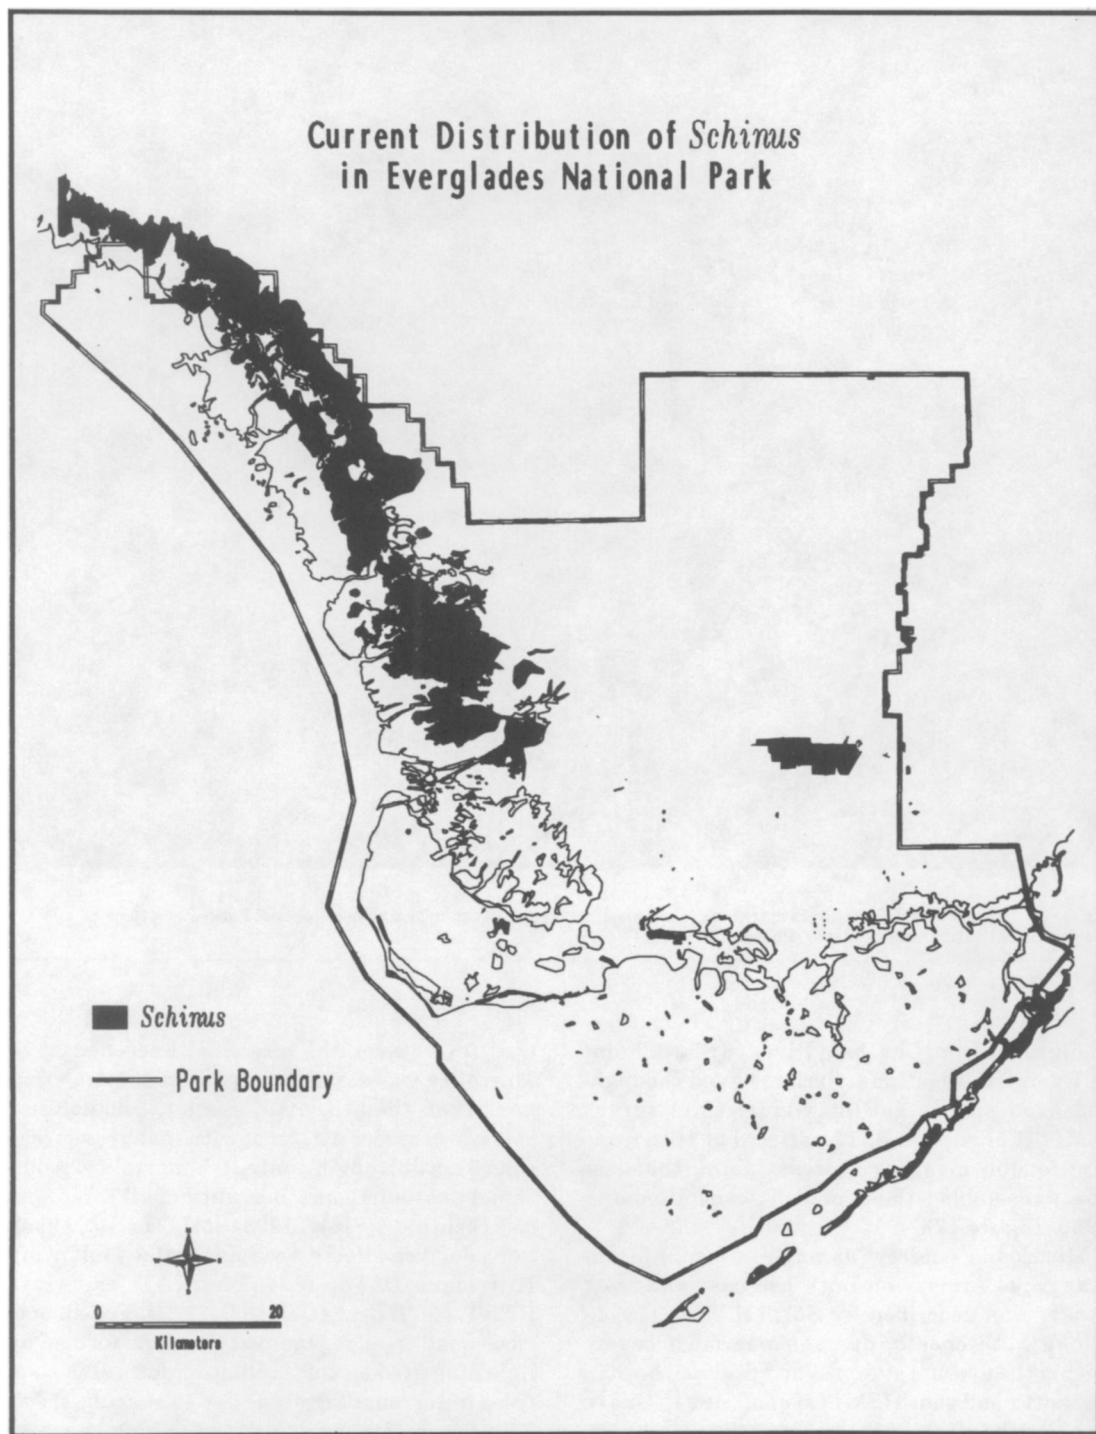 Current Distribution of Schinus
in Everglades National Park
Schinus
Park Boundary
0 20
Kilometers